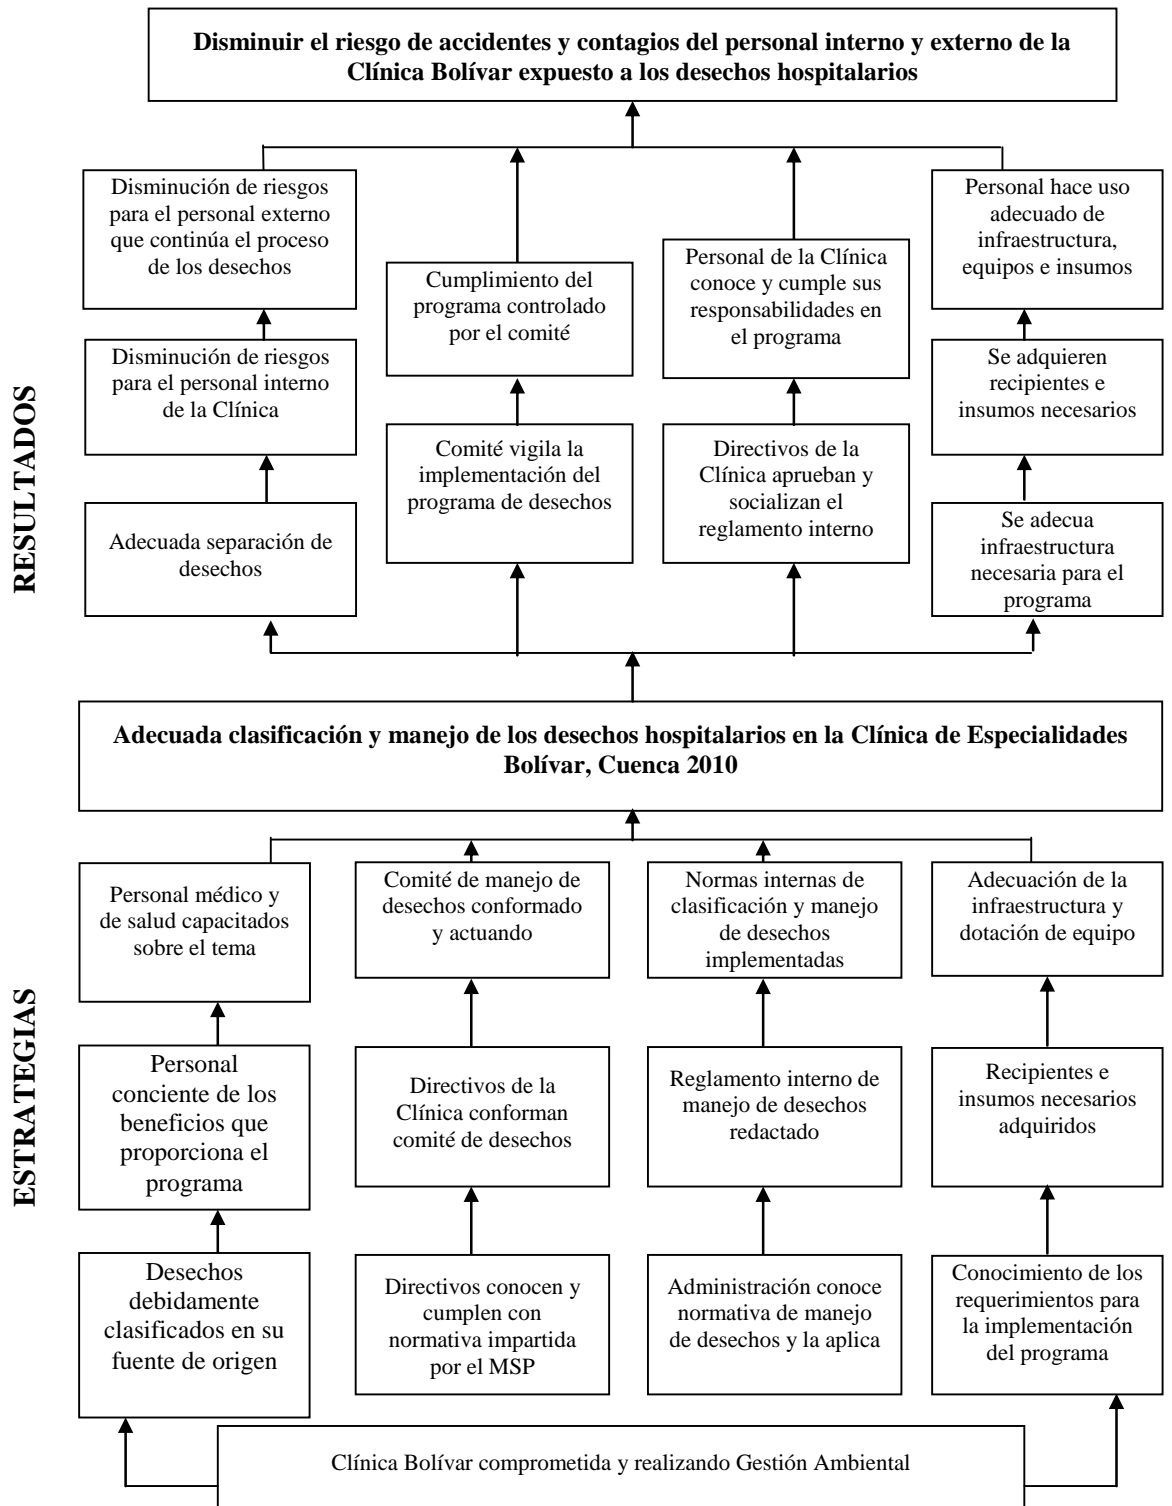 Disminuir el riesgo de accidentes y contagios del personal interno y externo de la
Clínica Bolívar expuesto a los desechos hospitalarios
RESULTADOS
Disminución de riesgos
para el personal externo
que continúa el proceso
de los desechos
Cumplimiento del
programa controlado
por el comité
Personal de la Clínica
conoce y cumple sus
responsabilidades en
el programa
Personal hace uso
adecuado de
infraestructura,
equipos e insumos
Disminución de riesgos
para el personal interno
de la Clínica
Comité vigila la
implementación del
programa de desechos
Directivos de la
Clínica aprueban y
socializan el
reglamento interno
Se adquieren
recipientes e
insumos necesarios
Adecuada separación de
desechos
Se adecua
infraestructura
necesaria para el
programa
Adecuada clasificación y manejo de los desechos hospitalarios en la Clínica de Especialidades
Bolívar, Cuenca 2010
ESTRATEGIAS
Personal médico y
de salud capacitados
sobre el tema
Comité de manejo de
desechos conformado
y actuando
Normas internas de
clasificación y manejo
de desechos
implementadas
Adecuación de la
infraestructura y
dotación de equipo
Personal
conciente de los
beneficios que
proporciona el
programa
Directivos de la
Clínica conforman
comité de desechos
Reglamento interno de
manejo de desechos
redactado
Recipientes e
insumos necesarios
adquiridos
Desechos
debidamente
clasificados en su
fuente de origen
Directivos conocen y
cumplen con
normativa impartida
por el MSP
Administración conoce
normativa de manejo
de desechos y la aplica
Conocimiento de los
requerimientos para
la implementación
del programa
Clínica Bolívar comprometida y realizando Gestión Ambiental